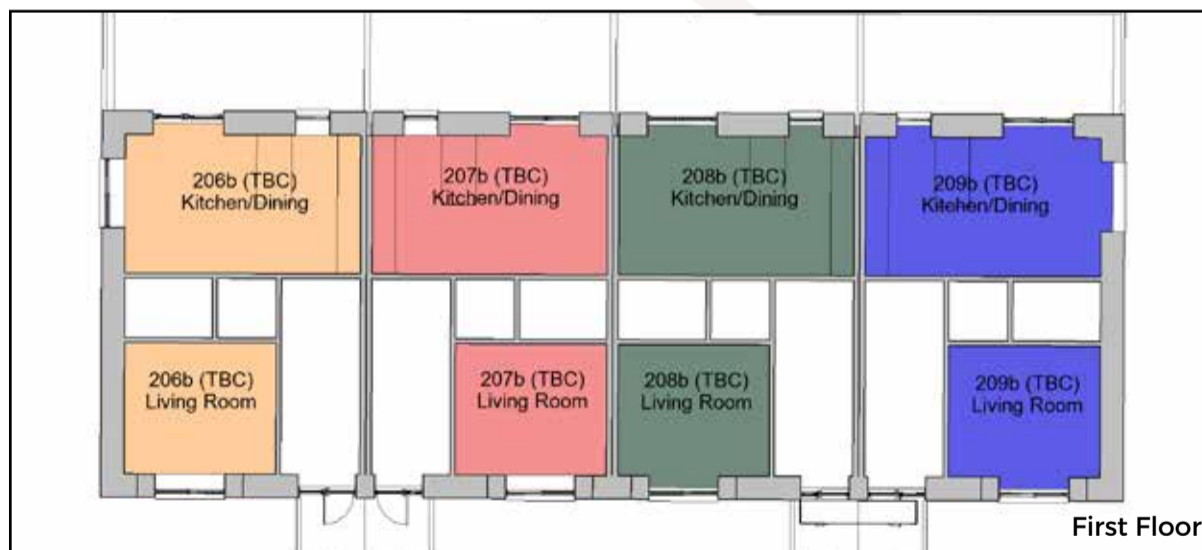 206b (TBC)
Kitchen/Dining
207b (TBC)
Kitchen/Dining
208b (TBC)
Kitchen/Dining
209b (TBC)
Kitchen/Dining
206b (TBC)
Living Room
207b (TBC)
Living Room
208b (TBC)
Living Room
209b (TBC)
Living Room
First Floor